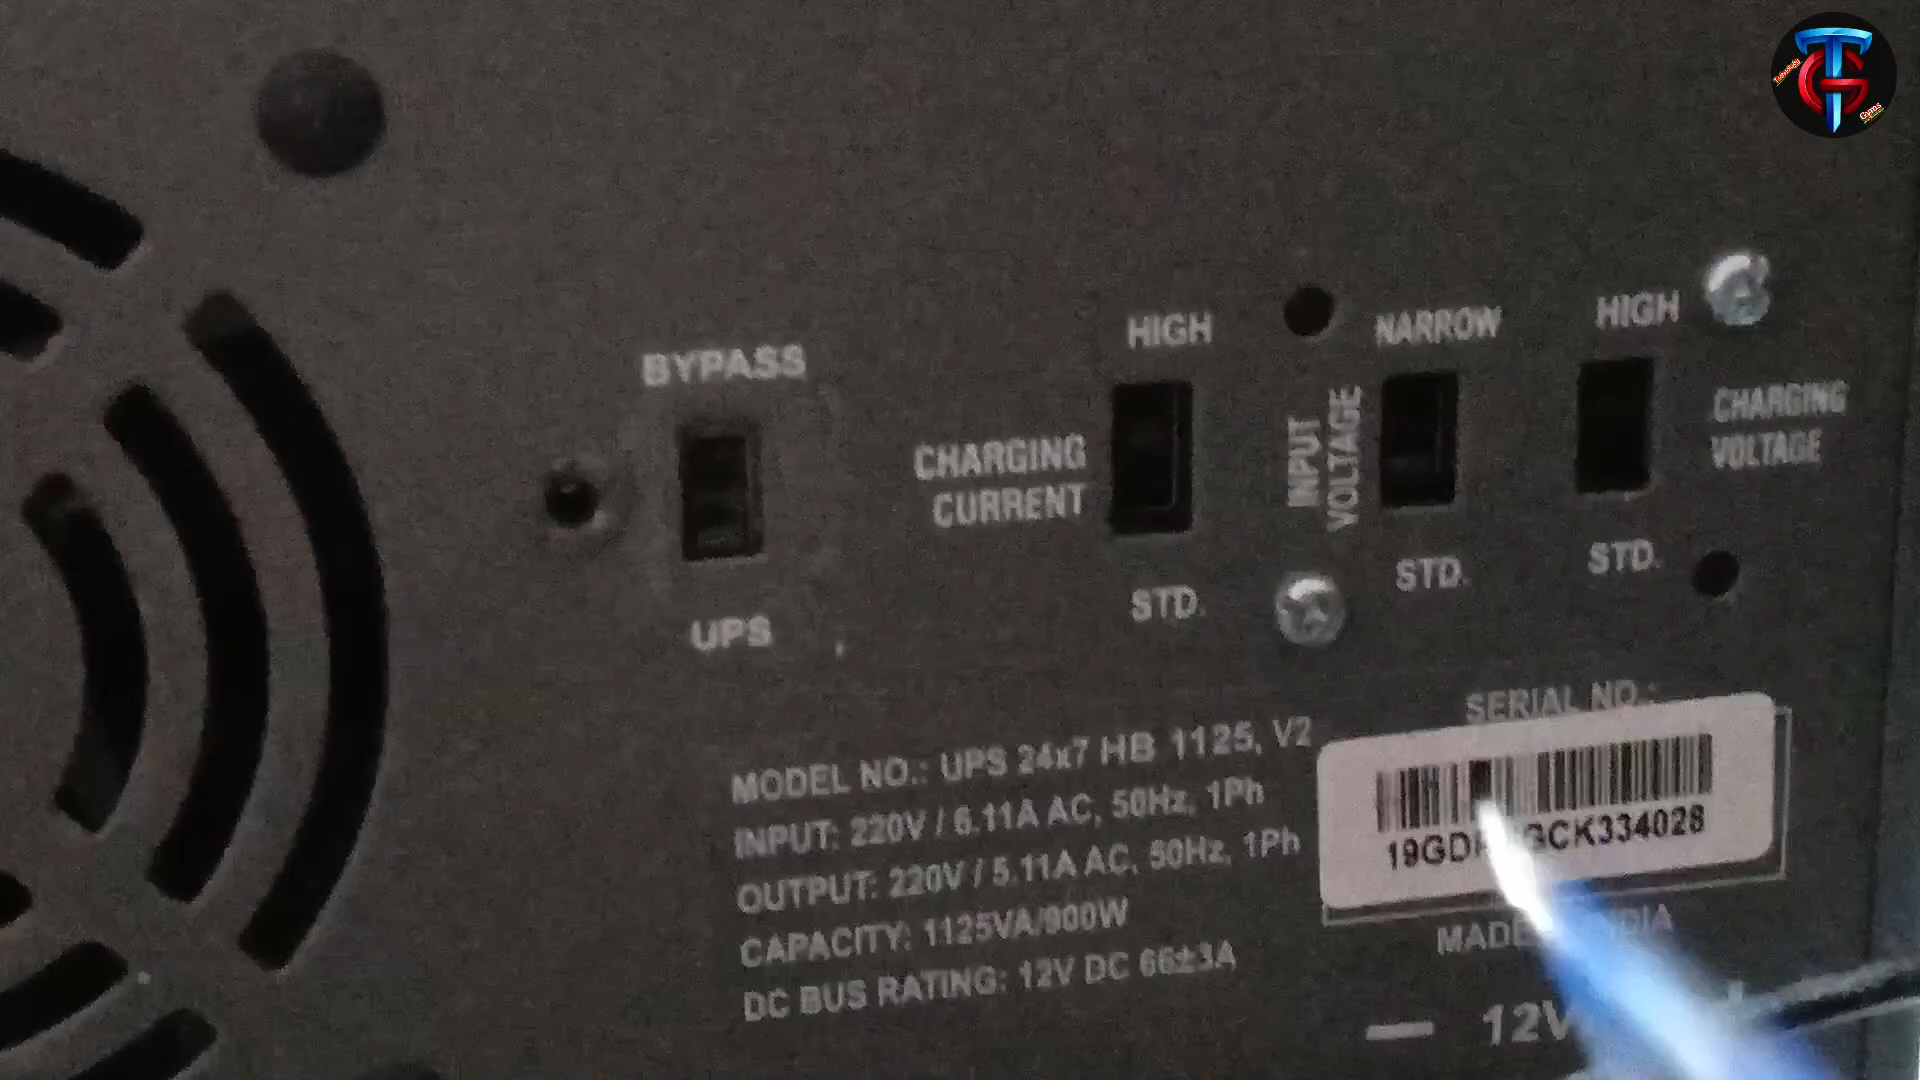 BYPASS
UPS
CHARGING
CURRENT
HIGH
STD.
INPUT
VOLTAGE
NARROW
STD.
HIGH
STD.
CHARGING
VOLTAGE
MODEL NO.: UPS 24x7 HB 1125, V2
INPUT: 220V / 6.11A AC, 50Hz, 1Ph
OUTPUT: 220V / 5.11A AC, 50Hz, 1Ph
CAPACITY: 1125VA/900W
DC BUS RATING: 12V DC 66±3A
SERIAL NO.:
MADE
12V